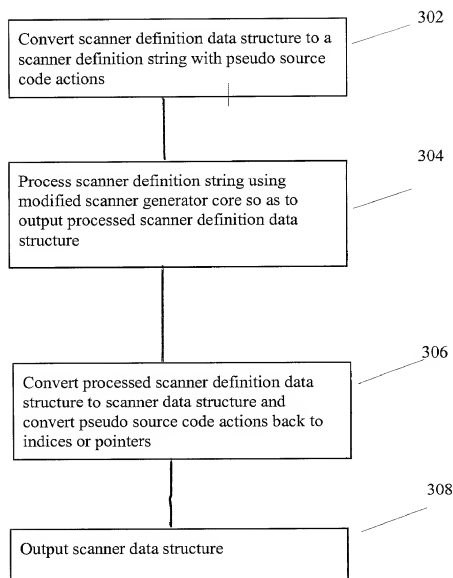 302
Convert scanner definition data structure to a
scanner definition string with pseudo source
code actions
304
Process scanner definition string using
modified scanner generator core so as to
output processed scanner definition data
structure
306
Convert processed scanner definition data
structure to scanner data structure and
convert pseudo source code actions back to
indices or pointers
308
Output scanner data structure